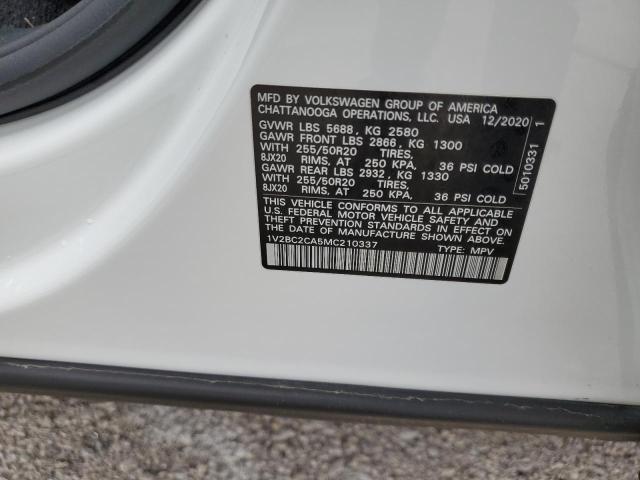 MFD BY VOLKSWAGEN GROUP OF AMERICA
CHATTANOOGA OPERATIONS, LLC. USA 12/2020
GVWR LBS 5688, KG 2580
GAWR FRONT LBS 2866, KG 1300
WITH 255/50R20 TIRES,
8JX20 RIMS, AT 250 KPA, 36 PSI COLD
GAWR REAR LBS 2932, KG 1330
WITH 255/50R20 TIRES,
8JX20 RIMS, AT 250 KPA, 36 PSI COLD
THIS VEHICLE CONFORMS TO ALL APPLICABLE
U.S. FEDERAL MOTOR VEHICLE SAFETY AND
THEFT PREVENTION STANDARDS IN EFFECT ON
THE DATE OF MANUFACTURE SHOWN ABOVE.
1V2BC2CA5MC210337 TYPE: MPV
5010331 1